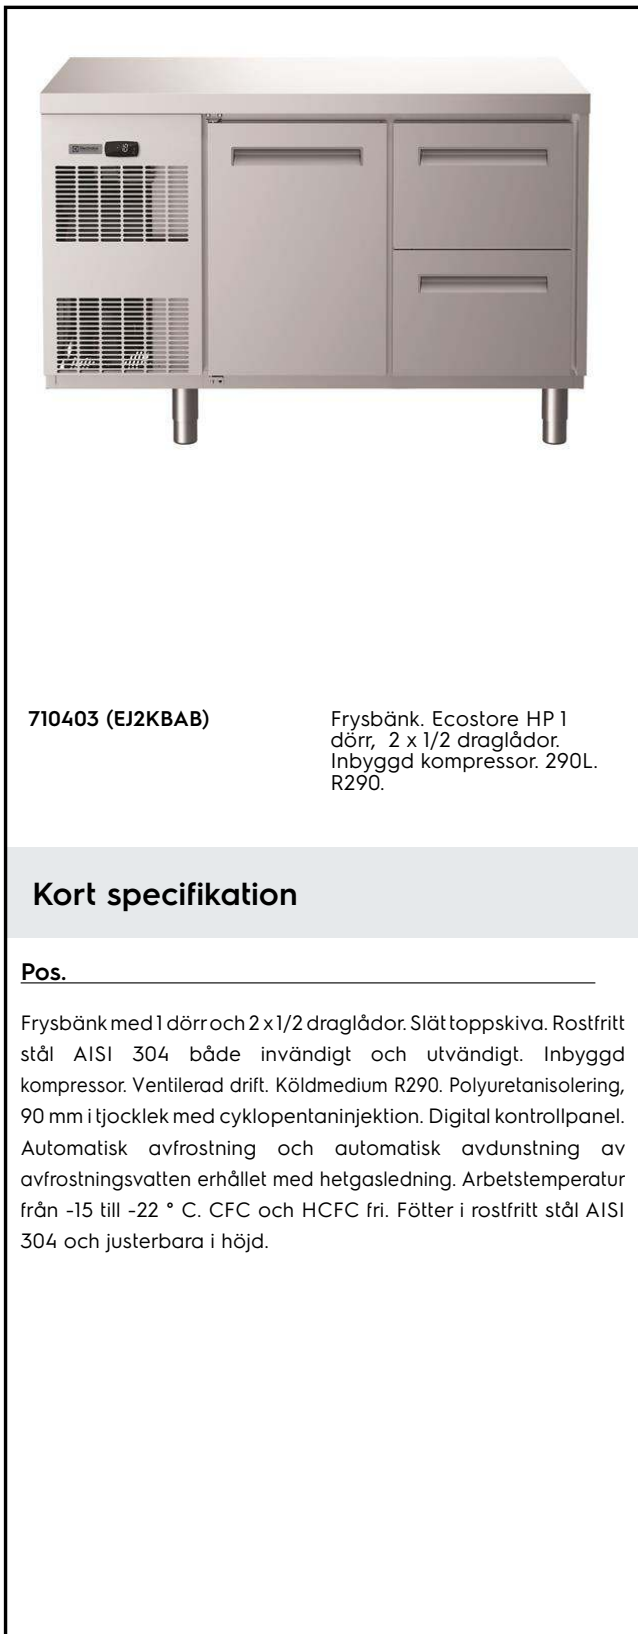 Electrolux
710403 (EJ2KBAB)
Frysbänk. Ecostore HP 1
dörr, 2 x 1/2 draglådor.
Inbyggd kompressor. 290L.
R290.
Kort specifikation
Pos.
Frysbänk med 1 dörr och 2 x 1/2 draglådor. Slät toppskiva. Rostfritt
stål AISI 304 både invändigt och utvändigt. Inbyggd
kompressor. Ventilerad drift. Köldmedium R290. Polyuretanisolering,
90 mm i tjocklek med cyklopentaninjektion. Digital kontrollpanel.
Automatisk avfrostning och automatisk avdunstning av
avfrostningsvatten erhållet med hetgasledning. Arbetstemperatur
från -15 till -22 ° C. CFC och HCFC fri. Fötter i rostfritt stål AISI
304 och justerbara i höjd.